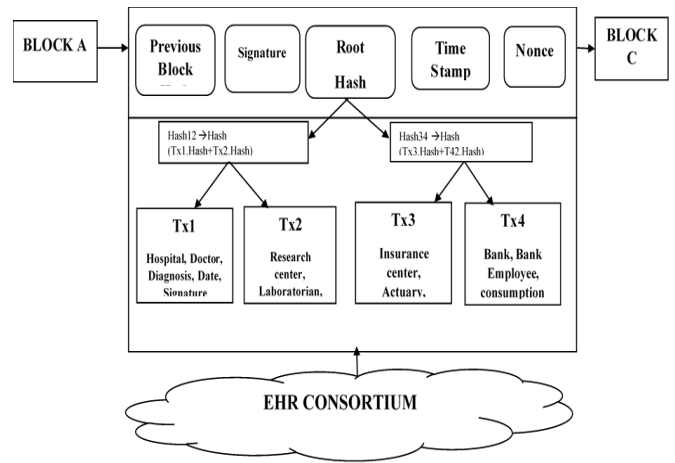 BLOCK A
Previous
Block
Signature
Root
Hash
Time
Stamp
Nonce
BLOCK
C
Hash12 →Hash
(Tx1.Hash+Tx2.Hash)
Hash34 →Hash
(Tx3.Hash+T42.Hash)
Tx1
Hospital, Doctor,
Diagnosis, Date,
Signature
Tx2
Research
center,
Laboratorian,
Tx3
Insurance
center,
Actuary,
Tx4
Bank, Bank
Employee,
consumption
EHR CONSORTIUM